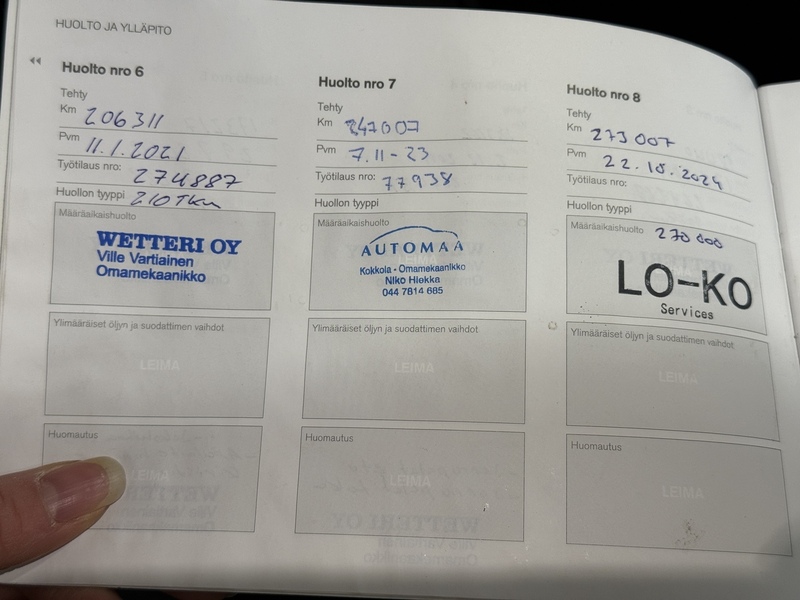 HUOLTO JA YLLÄPITO
Huolto nro 6
Tehty
Km 206311
Pvm 11.1.2021
Työtilaus nro: 274887
Huollon tyyppi 210Tkm
Määräaikaishuolto
WETTERI OY
Ville Vartiainen
Omamekaanikko
Ylimääräiset öljyn ja suodattimen vaihdot
LEIMA
Huomautus
LEIMA
Huolto nro 7
Tehty
Km 247007
Pvm 7.11-23
Työtilaus nro: 77938
Huollon tyyppi
Määräaikaishuolto
AUTOMAA
Kokkola - Omamekaanikko
Niko Hiekka
044 7814 685
Ylimääräiset öljyn ja suodattimen vaihdot
LEIMA
Huomautus
LEIMA
Huolto nro 8
Tehty
Km 273007
Pvm 22.10.2024
Työtilaus nro:
Huollon tyyppi
Määräaikaishuolto 270 000
LO-KO
Services
Ylimääräiset öljyn ja suodattimen vaihdot
LEIMA
Huomautus
LEIMA